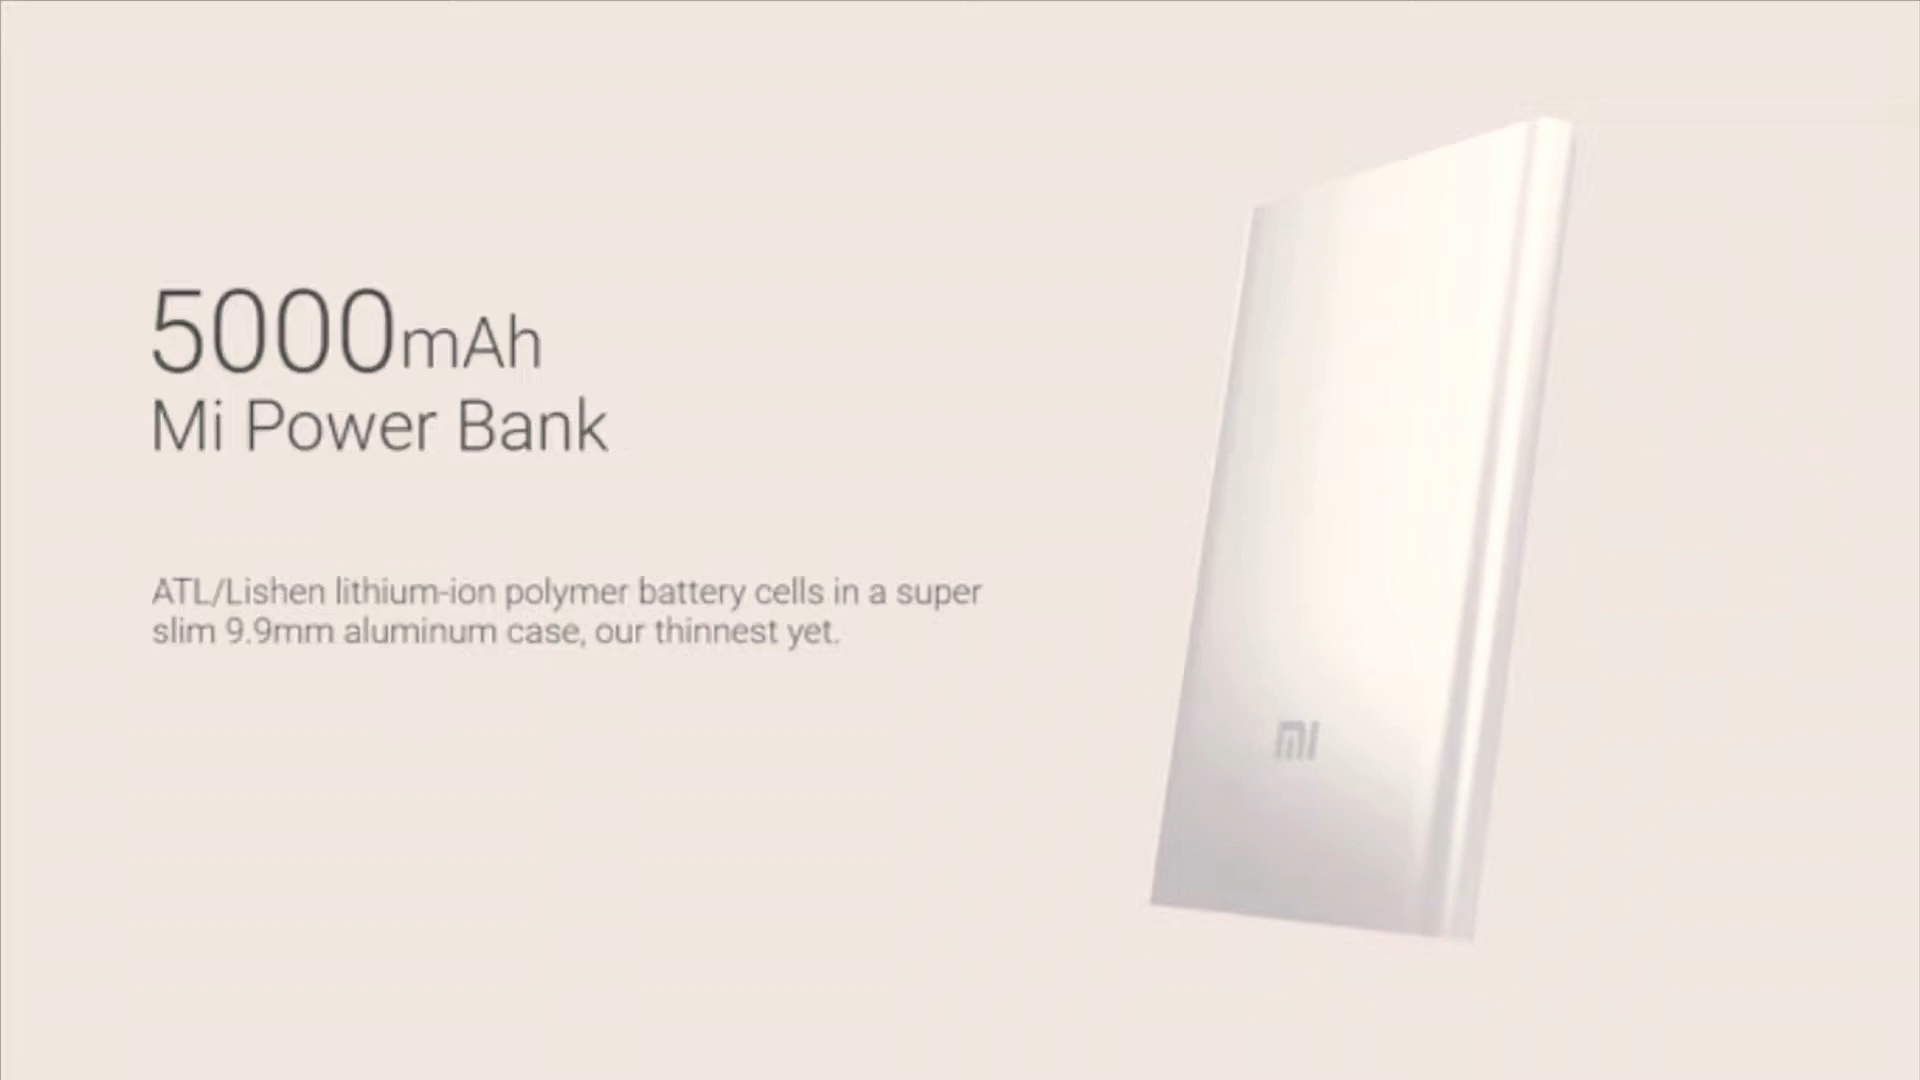 5000mAh
Mi Power Bank
ATL/Lishen lithium-ion polymer battery cells in a super
slim 9.9mm aluminum case, our thinnest yet.
mi